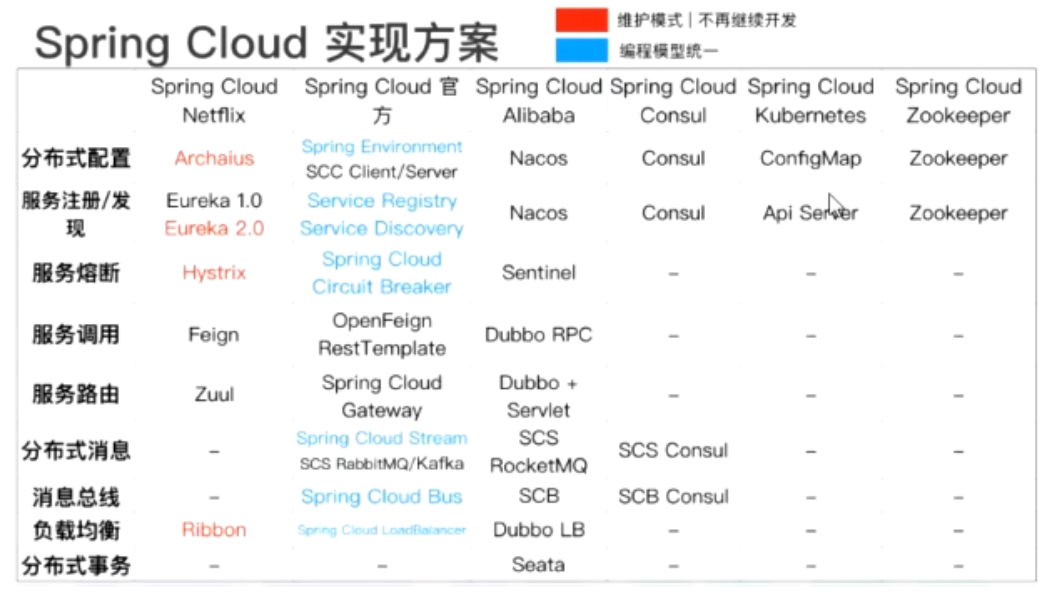 Spring Cloud 实现方案
维护模式 | 不再继续开发
编程模型统一
Spring Cloud Netflix Spring Cloud 官方 Spring Cloud Alibaba Spring Cloud Consul Spring Cloud Kubernetes Spring Cloud Zookeeper
分布式配置 Archaius Spring Environment SCC Client/Server Nacos Consul ConfigMap Zookeeper
服务注册/发现 Eureka 1.0 Eureka 2.0 Service Registry Service Discovery Nacos Consul Api Server Zookeeper
服务熔断 Hystrix Spring Cloud Circuit Breaker Sentinel – – –
服务调用 Feign OpenFeign RestTemplate Dubbo RPC – – –
服务路由 Zuul Spring Cloud Gateway Dubbo + Servlet – – –
分布式消息 – Spring Cloud Stream SCS RabbitMQ/Kafka SCS RocketMQ SCS Consul – –
消息总线 – Spring Cloud Bus SCB SCB Consul – –
负载均衡 Ribbon Spring Cloud LoadBalancer Dubbo LB – – –
分布式事务 – – Seata – – –